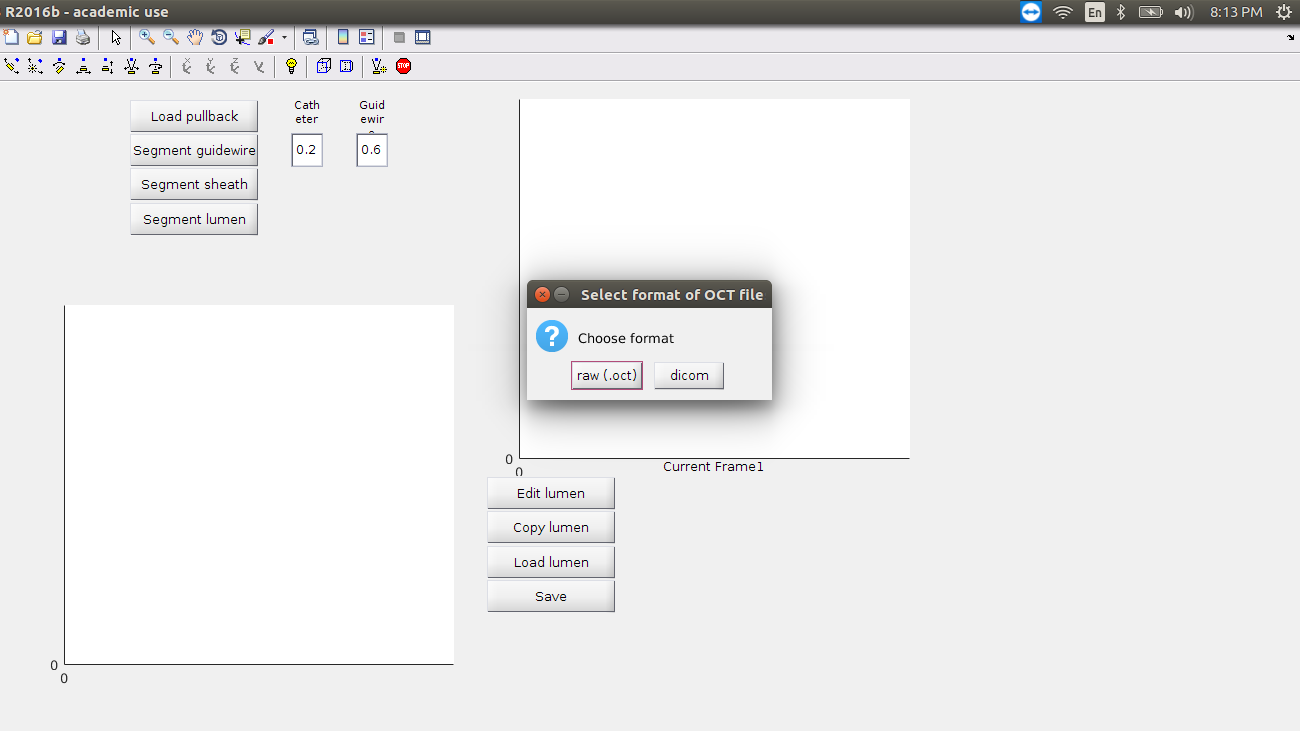 R2016b - academic use
En
8:13 PM
STOP
Load pullback
Segment guidewire
Segment sheath
Segment lumen
Cath
eter
0.2
Guid
ewir
0.6
Select format of OCT file
?
Choose format
raw (.oct)
dicom
0
0
Current Frame1
Edit lumen
Copy lumen
Load lumen
Save
0
0